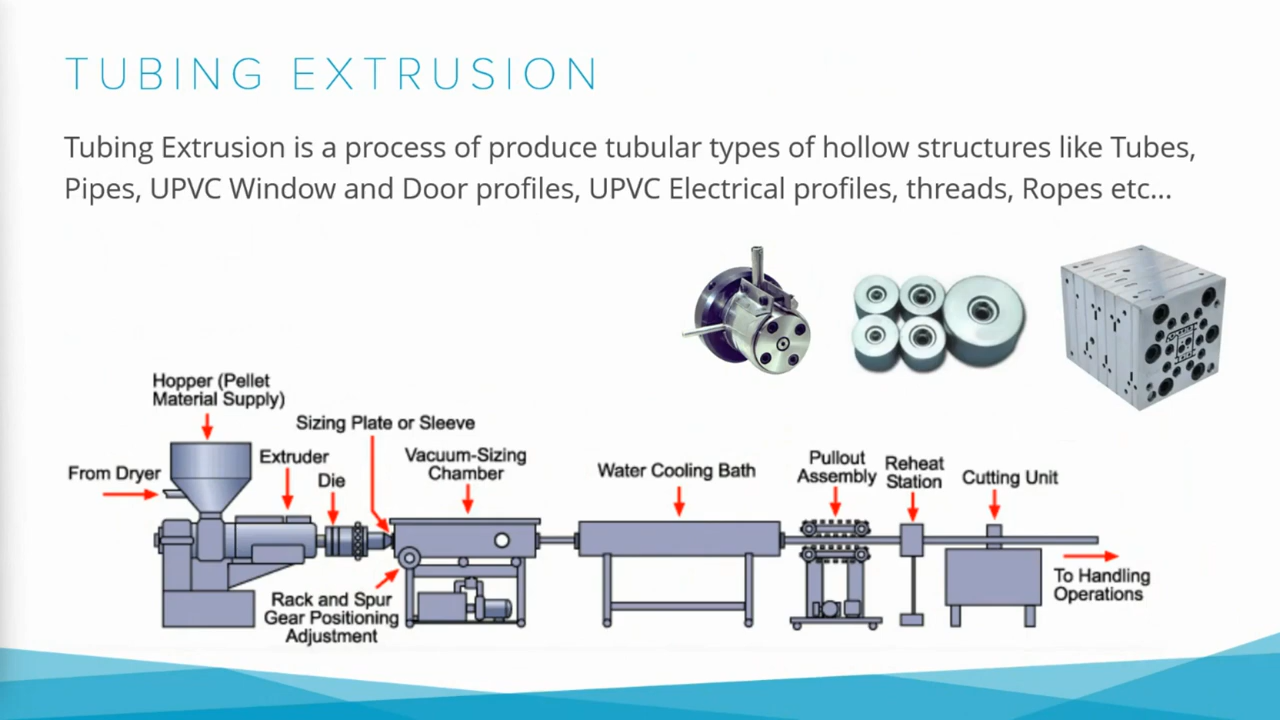 TUBING EXTRUSION
Tubing Extrusion is a process of produce tubular types of hollow structures like Tubes,
Pipes, UPVC Window and Door profiles, UPVC Electrical profiles, threads, Ropes etc...
Hopper (Pellet
Material Supply)
Sizing Plate or Sleeve
From Dryer
Extruder
Die
Vacuum-Sizing
Chamber
Water Cooling Bath
Pullout
Assembly
Reheat
Station
Cutting Unit
Rack and Spur
Gear Positioning
Adjustment
To Handling
Operations